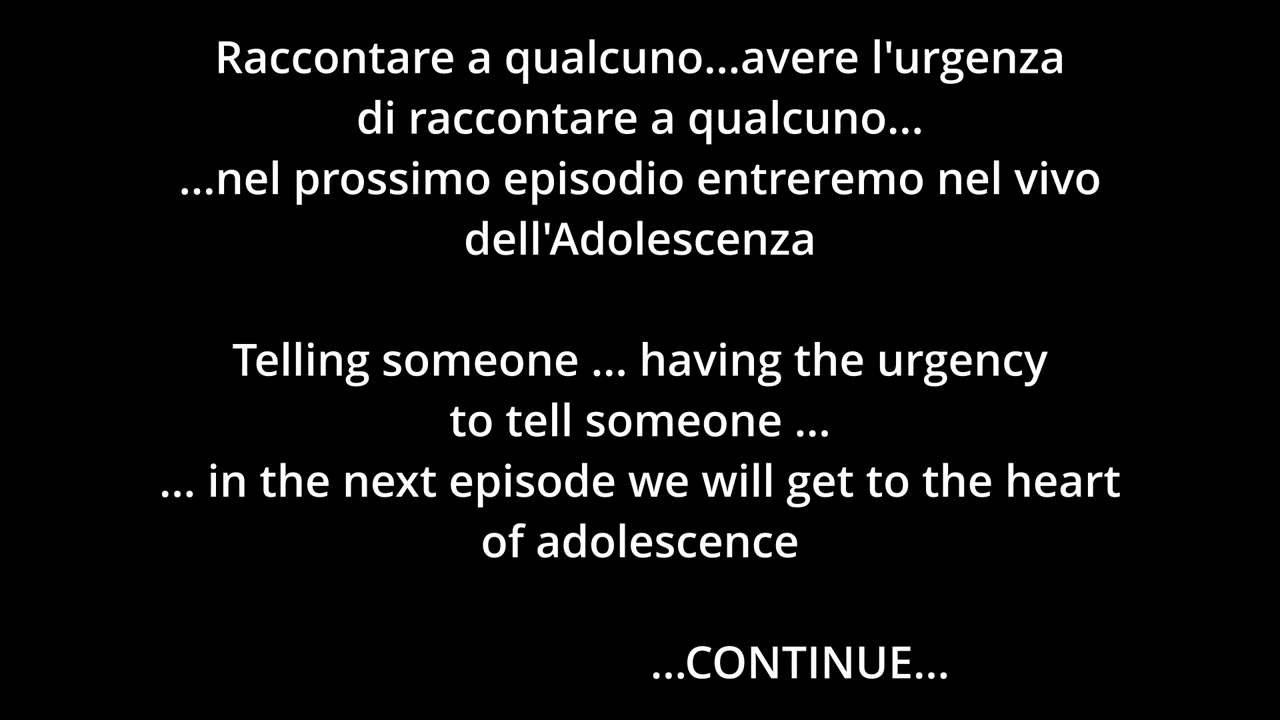 Raccontare a qualcuno...avere l'urgenza
di raccontare a qualcuno...
...nel prossimo episodio entreremo nel vivo
dell'Adolescenza
Telling someone ... having the urgency
to tell someone ...
... in the next episode we will get to the heart
of adolescence
...CONTINUE...